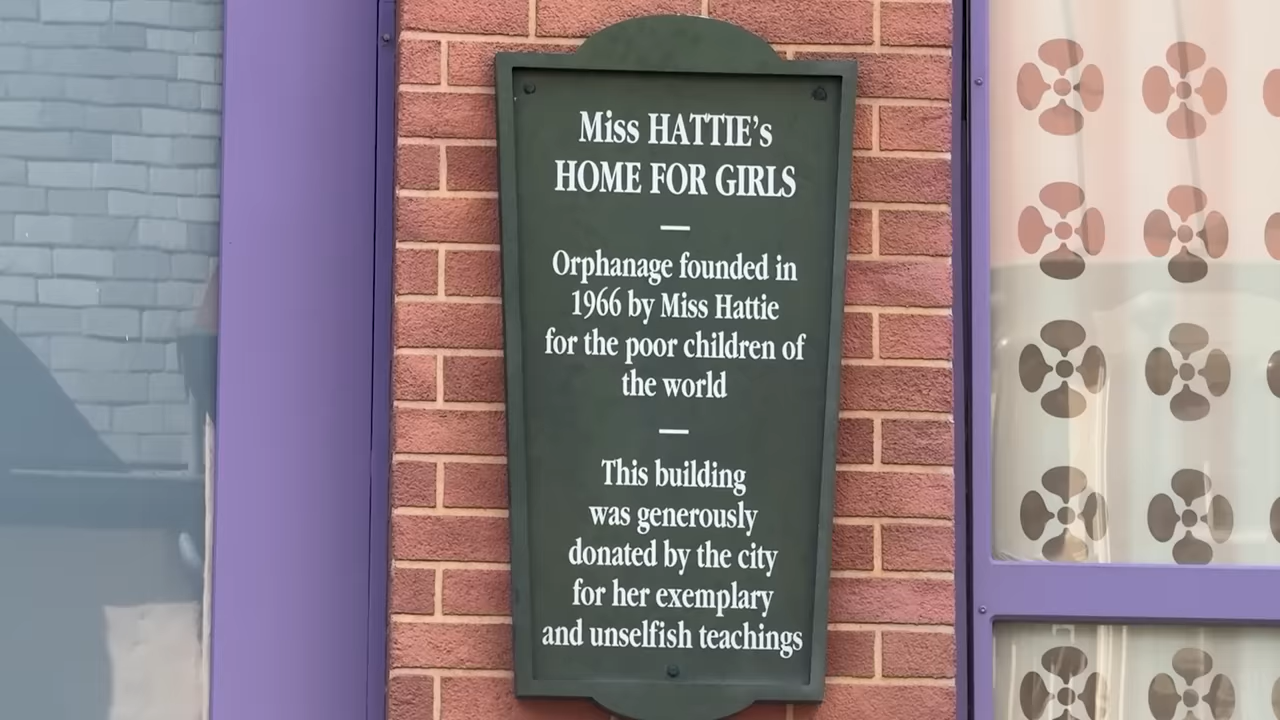 Miss HATTIE's
HOME FOR GIRLS
Orphanage founded in
1966 by Miss Hattie
for the poor children of
the world
This building
was generously
donated by the city
for her exemplary
and unselfish teachings